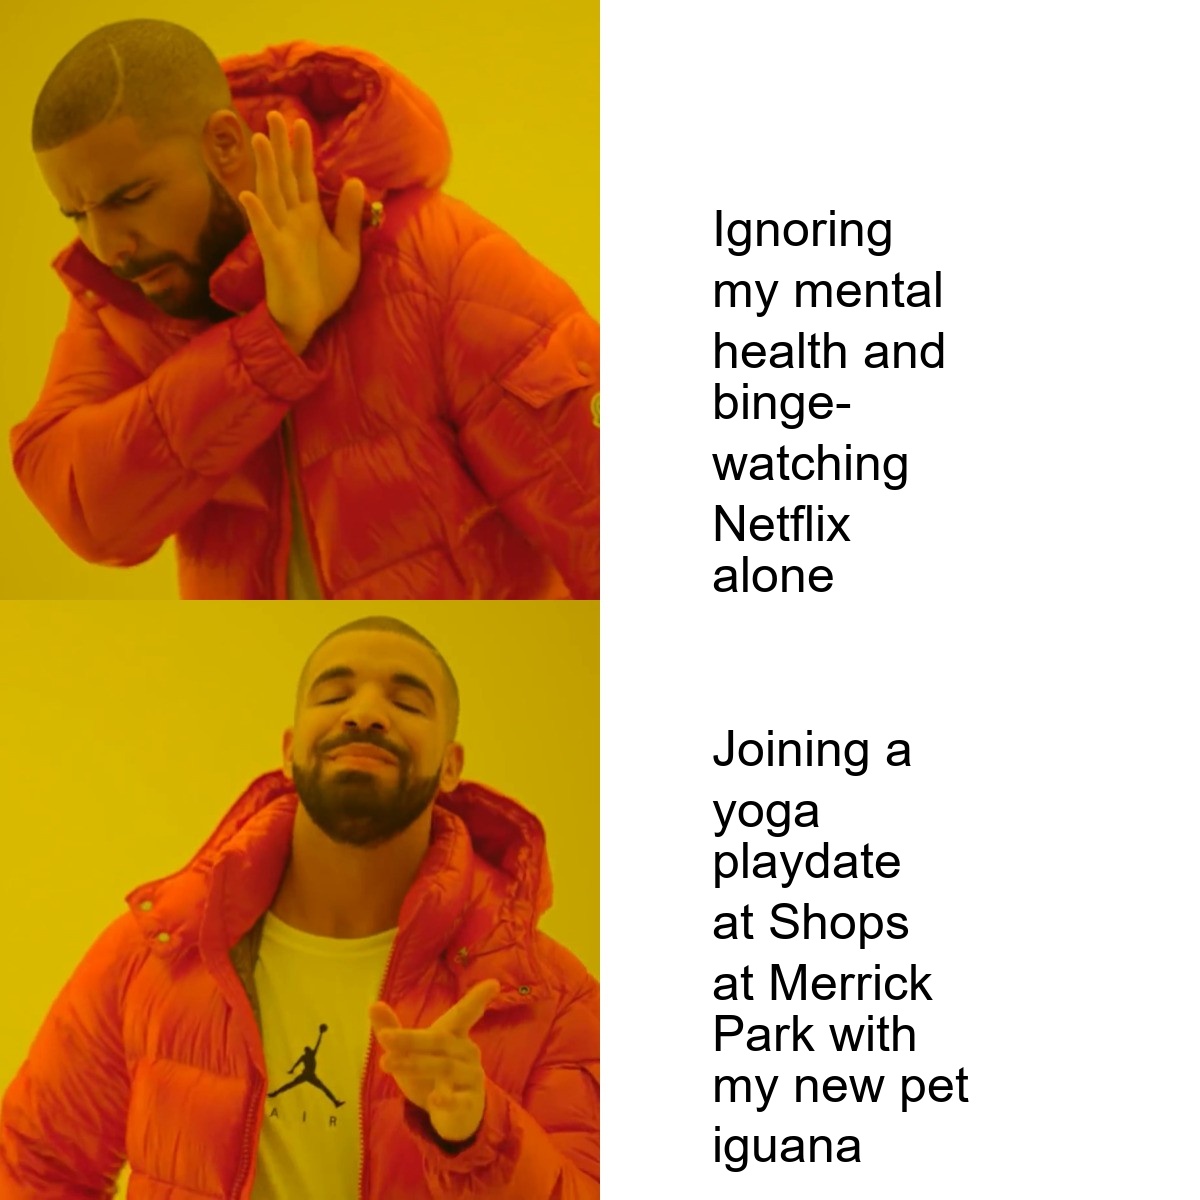 Ignoring
my mental
health and
binge-
watching
Netflix
alone
Joining a
yoga
playdate
at Shops
at Merrick
Park with
my new pet
iguana
AIR